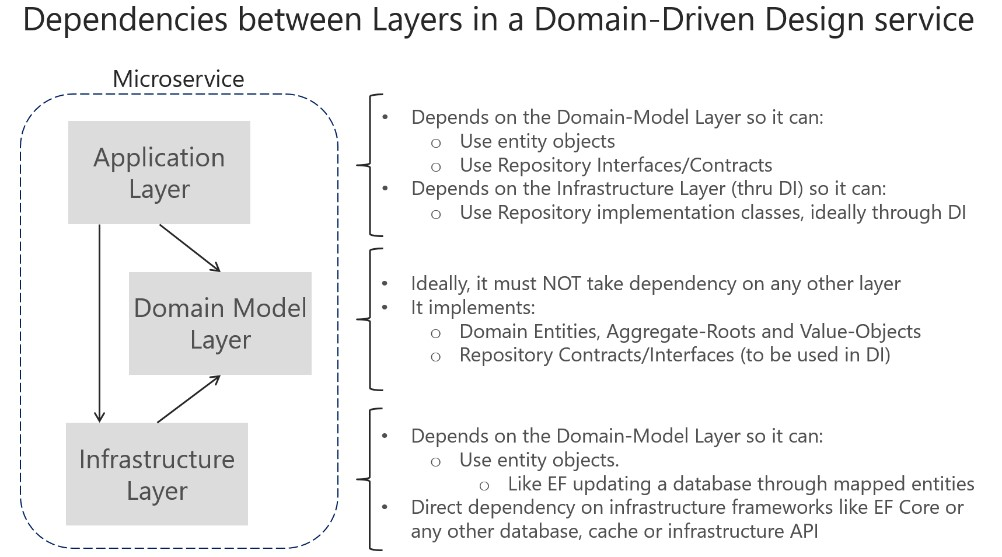 Dependencies between Layers in a Domain-Driven Design service
Microservice
Application
Layer
• Depends on the Domain-Model Layer so it can:
o Use entity objects
o Use Repository Interfaces/Contracts
• Depends on the Infrastructure Layer (thru DI) so it can:
o Use Repository implementation classes, ideally through DI
Domain Model
Layer
• Ideally, it must NOT take dependency on any other layer
• It implements:
o Domain Entities, Aggregate-Roots and Value-Objects
o Repository Contracts/Interfaces (to be used in DI)
Infrastructure
Layer
• Depends on the Domain-Model Layer so it can:
o Use entity objects.
o Like EF updating a database through mapped entities
• Direct dependency on infrastructure frameworks like EF Core or
any other database, cache or infrastructure API